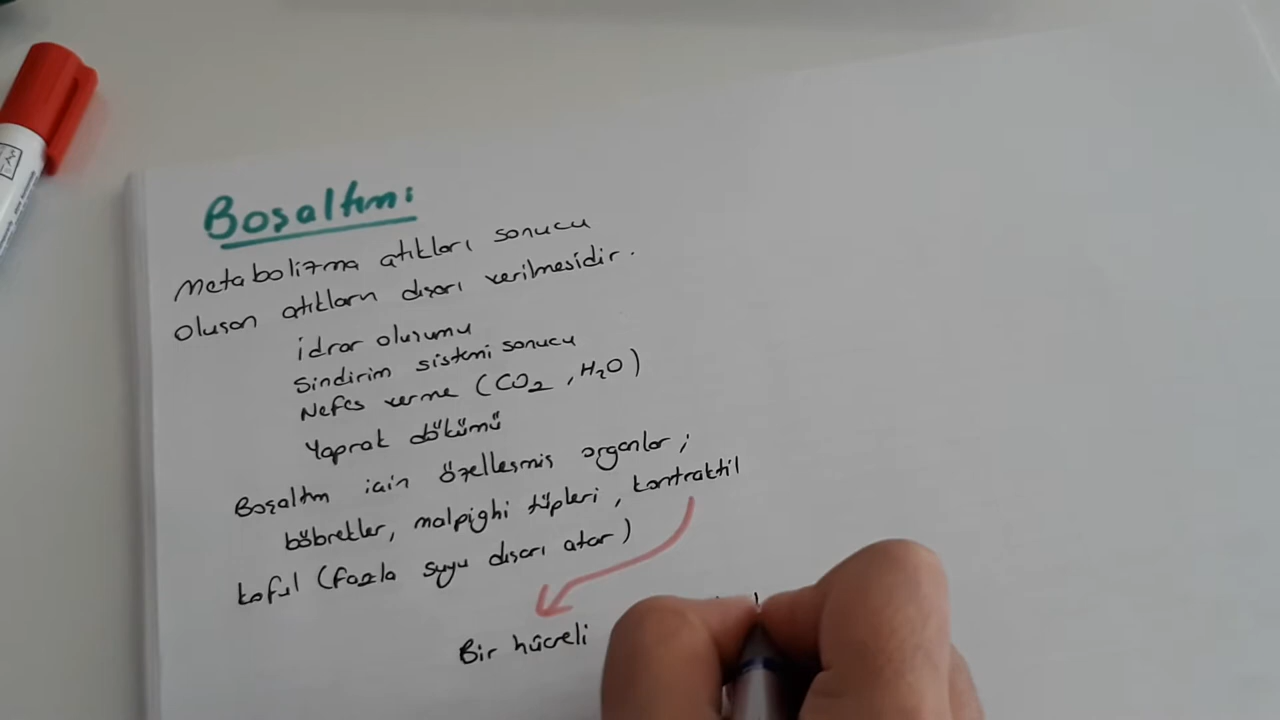 Boşaltım:
Metabolizma atıkları sonucu
oluşan atıkların dışarı verilmesidir.
İdrar oluşumu
Sindirim sistemi sonucu
Nefes verme (CO₂, H₂O)
Yaprak dökümü
Boşaltım için özelleşmiş organlar;
böbrekler, malpighi tüpleri, kontraktil
koful (fazla suyu dışarı atar)
Bir hücreli